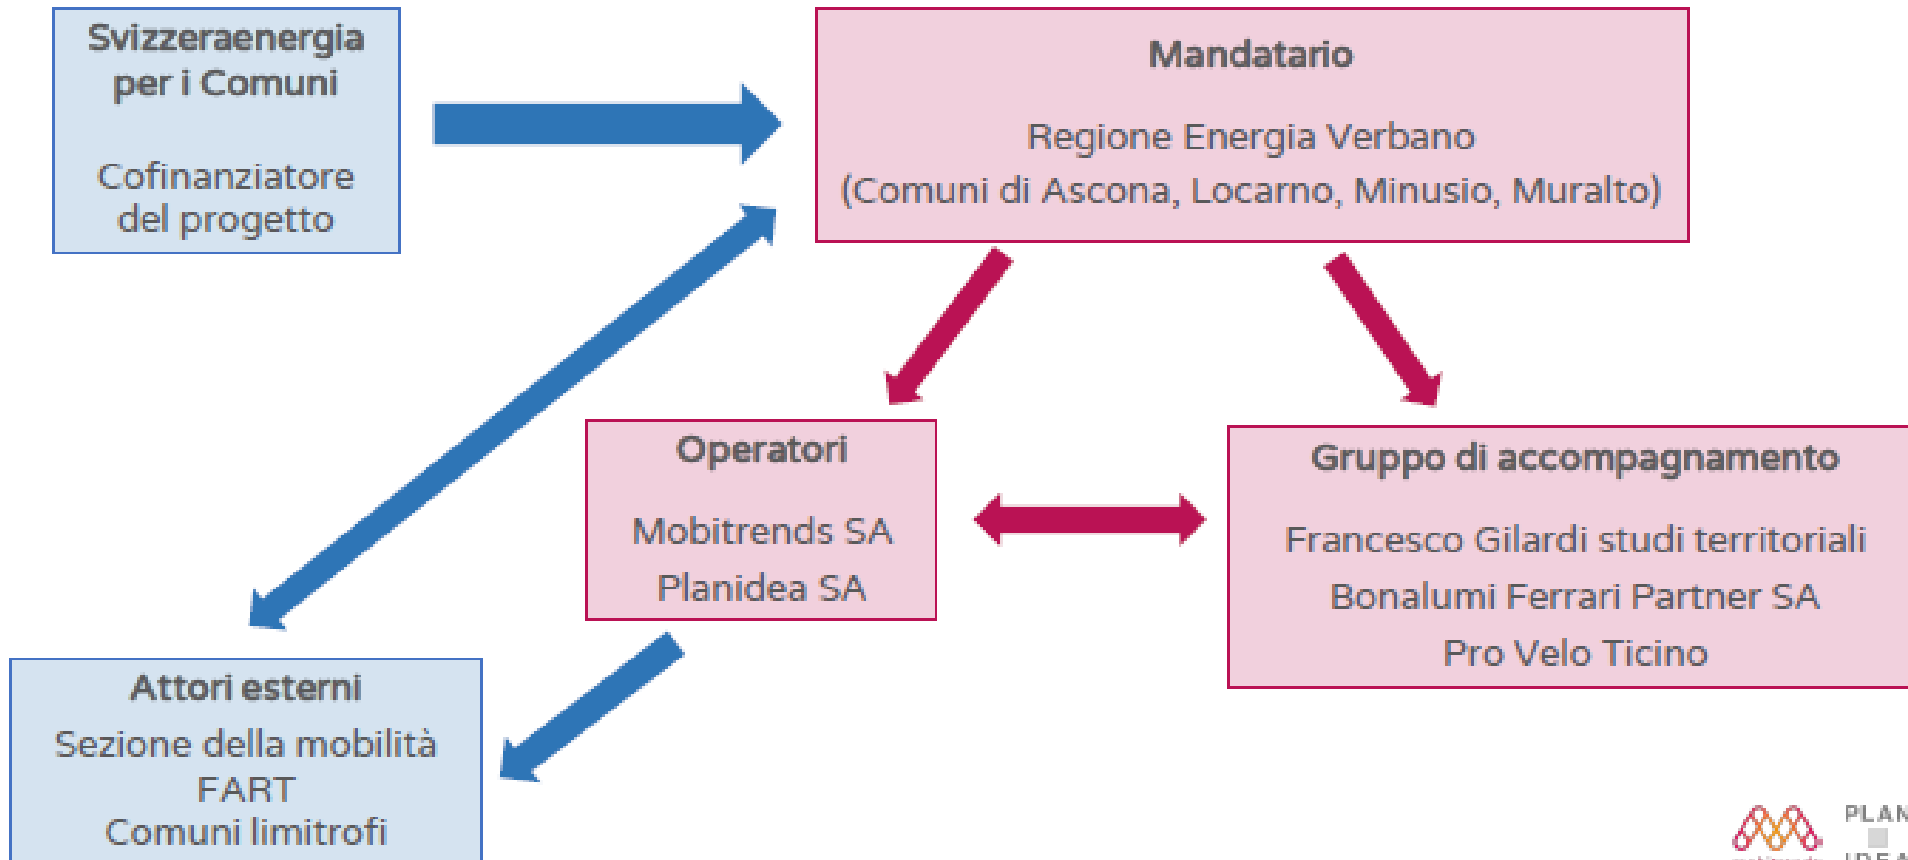 Svizzeraenergia
per i Comuni
Cofinanziatore
del progetto
Mandatario
Regione Energia Verbano
(Comuni di Ascona, Locarno, Minusio, Muralto)
Operatori
Mobitrends SA
Planidea SA
Gruppo di accompagnamento
Francesco Gilardi studi territoriali
Bonalumi Ferrari Partner SA
Pro Velo Ticino
Attori esterni
Sezione della mobilità
FART
Comuni limitrofi
PLAN
IDEA